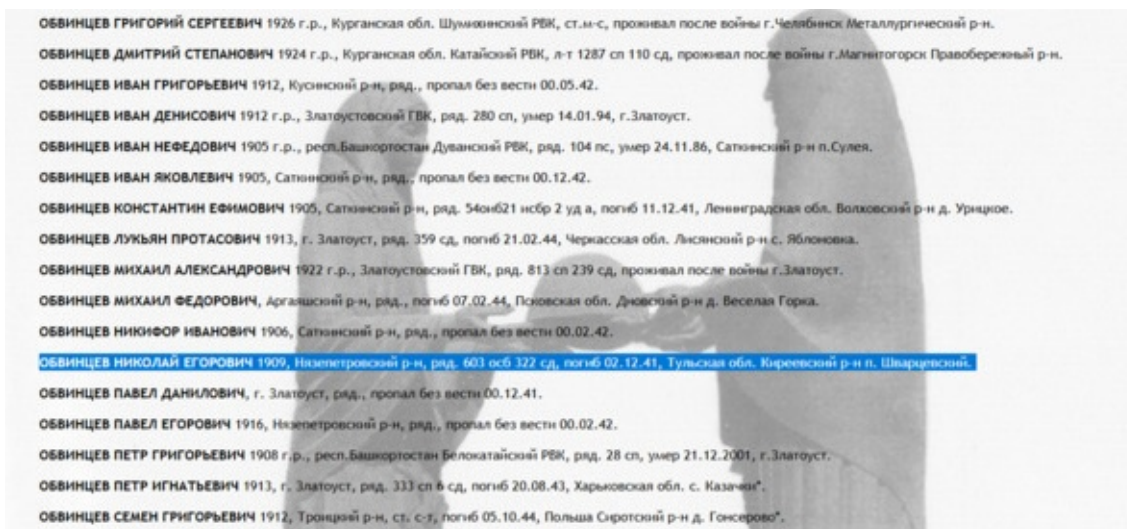 ОБВИНЦЕВ ГРИГОРИЙ СЕРГЕЕВИЧ 1926 г.р., Курганская обл. Шумихинский РВК, ст.м-с, проживал после войны г.Челябинск Металлургический р-н.
ОБВИНЦЕВ ДМИТРИЙ СТЕПАНОВИЧ 1924 г.р., Курганская обл. Катайский РВК, л-т 1287 сп 110 сд, проживал после войны г.Магнитогорск Правобережный р-н.
ОБВИНЦЕВ ИВАН ГРИГОРЬЕВИЧ 1912, Кусинский р-н, ряд., пропал без вести 00.05.42.
ОБВИНЦЕВ ИВАН ДЕНИСОВИЧ 1912 г.р., Златоустовский ГВК, ряд. 280 сп, умер 14.01.94, г.Златоуст.
ОБВИНЦЕВ ИВАН НЕФЕДОВИЧ 1905 г.р., респ.Башкортостан Дуванский РВК, ряд. 104 пс, умер 24.11.86, Саткинский р-н п.Сулея.
ОБВИНЦЕВ ИВАН ЯКОВЛЕВИЧ 1905, Саткинский р-н, ряд., пропал без вести 00.12.42.
ОБВИНЦЕВ КОНСТАНТИН ЕФИМОВИЧ 1905, Саткинский р-н, ряд. 54онб21 исбр 2 уд а, погиб 11.12.41, Ленинградская обл. Волховский р-н д. Урицкое.
ОБВИНЦЕВ ЛУКЬЯН ПРОТАСОВИЧ 1913, г. Златоуст, ряд. 359 сд, погиб 21.02.44, Черкасская обл. Лисянский р-н с. Яблоновка.
ОБВИНЦЕВ МИХАИЛ АЛЕКСАНДРОВИЧ 1922 г.р., Златоустовский ГВК, ряд. 813 сп 239 сд, проживал после войны г.Златоуст.
ОБВИНЦЕВ МИХАИЛ ФЕДОРОВИЧ, Аргаяшский р-н, ряд., погиб 07.02.44, Псковская обл. Дновский р-н д. Веселая Горка.
ОБВИНЦЕВ НИКИФОР ИВАНОВИЧ 1906, Саткинский р-н, ряд., пропал без вести 00.02.42.
ОБВИНЦЕВ НИКОЛАЙ ЕГОРОВИЧ 1909, Нязепетровский р-н, ряд. 603 осб 322 сд, погиб 02.12.41, Тульская обл. Киреевский р-н п. Шварцевский.
ОБВИНЦЕВ ПАВЕЛ ДАНИЛОВИЧ, г. Златоуст, ряд., пропал без вести 00.12.41.
ОБВИНЦЕВ ПАВЕЛ ЕГОРОВИЧ 1916, Нязепетровский р-н, ряд., пропал без вести 00.02.42.
ОБВИНЦЕВ ПЕТР ГРИГОРЬЕВИЧ 1908 г.р., респ.Башкортостан Белокатайский РВК, ряд. 28 сп, умер 21.12.2001, г.Златоуст.
ОБВИНЦЕВ ПЕТР ИГНАТЬЕВИЧ 1913, г. Златоуст, ряд. 333 сп 6 сд, погиб 20.08.43, Харьковская обл. с. Казачки*.
ОБВИНЦЕВ СЕМЕН ГРИГОРЬЕВИЧ 1912, Троицкий р-н, ст. с-т, погиб 05.10.44, Польша Сиротский р-н д. Гонсерово*.